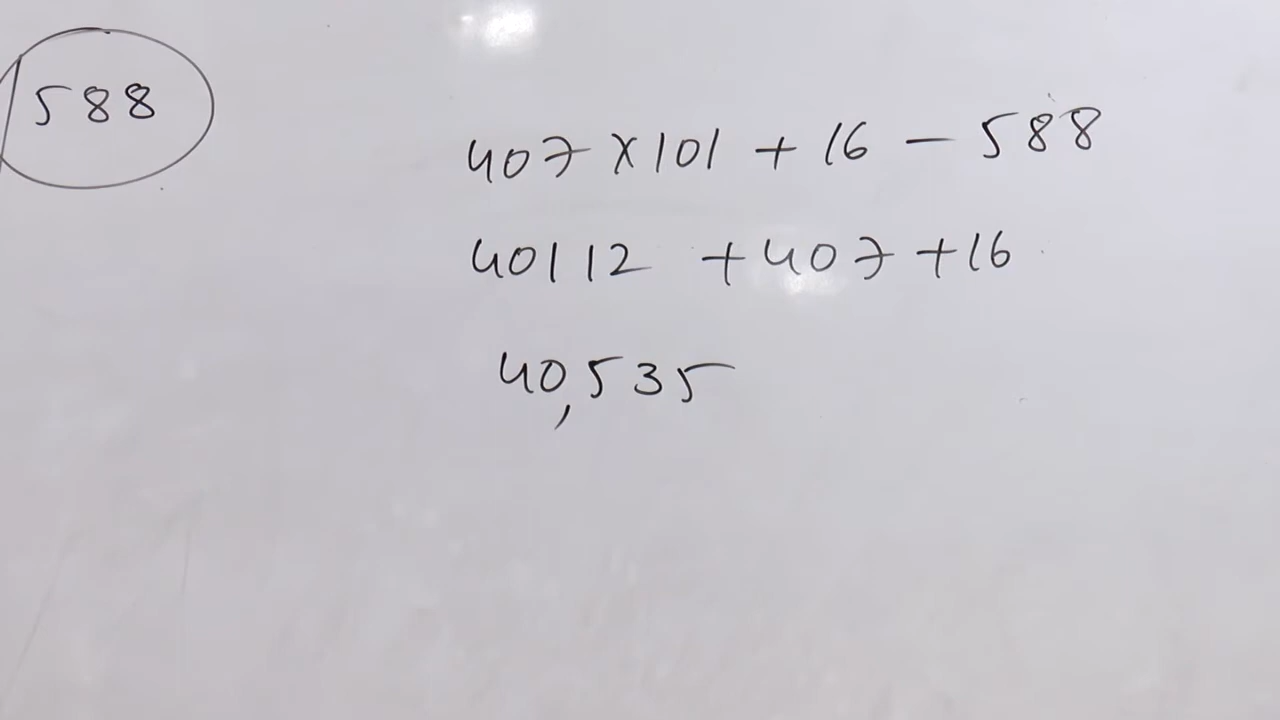 588
407 × 101 + 16 - 588
40112 + 407 + 16
40,535